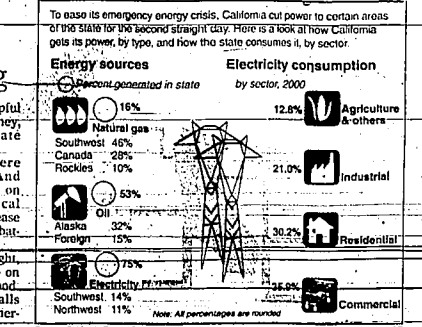 To ease its emergency energy crisis, California cut power to certain areas
of the state for the second straight day. Here is a look at how California
gets its power, by type, and how the state consumes it, by sector.
Energy sources
Percent generated in state
16%
Natural gas
Southwest 46%
Canada 28%
Rockies 10%
53%
Oil
Alaska 32%
Foreign 15%
75%
Electricity
Southwest 14%
Northwest 11%
Electricity consumption
by sector, 2000
12.8% Agriculture
& others
21.0% Industrial
30.2% Residential
35.9% Commercial
Note: All percentages are rounded